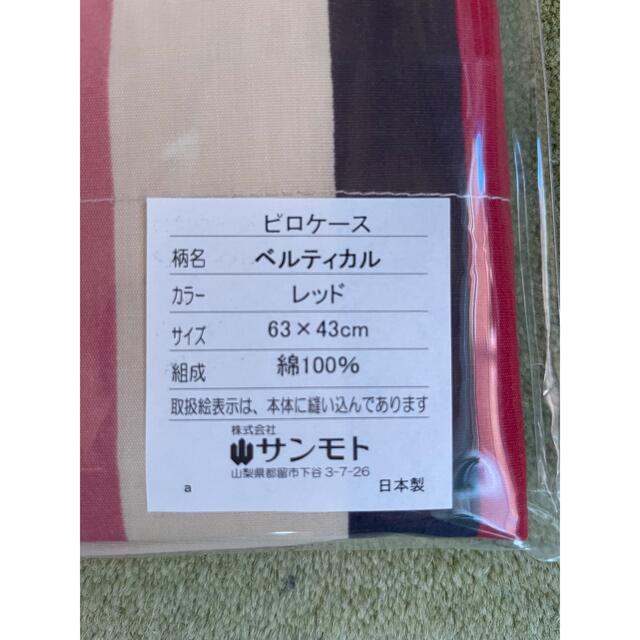 ピロケース
柄名 ベルティカル
カラー レッド
サイズ 63×43cm
組成 綿100%
取扱絵表示は、本体に縫い込んであります
株式会社
サンモト
山梨県都留市下谷3-7-26
a 日本製